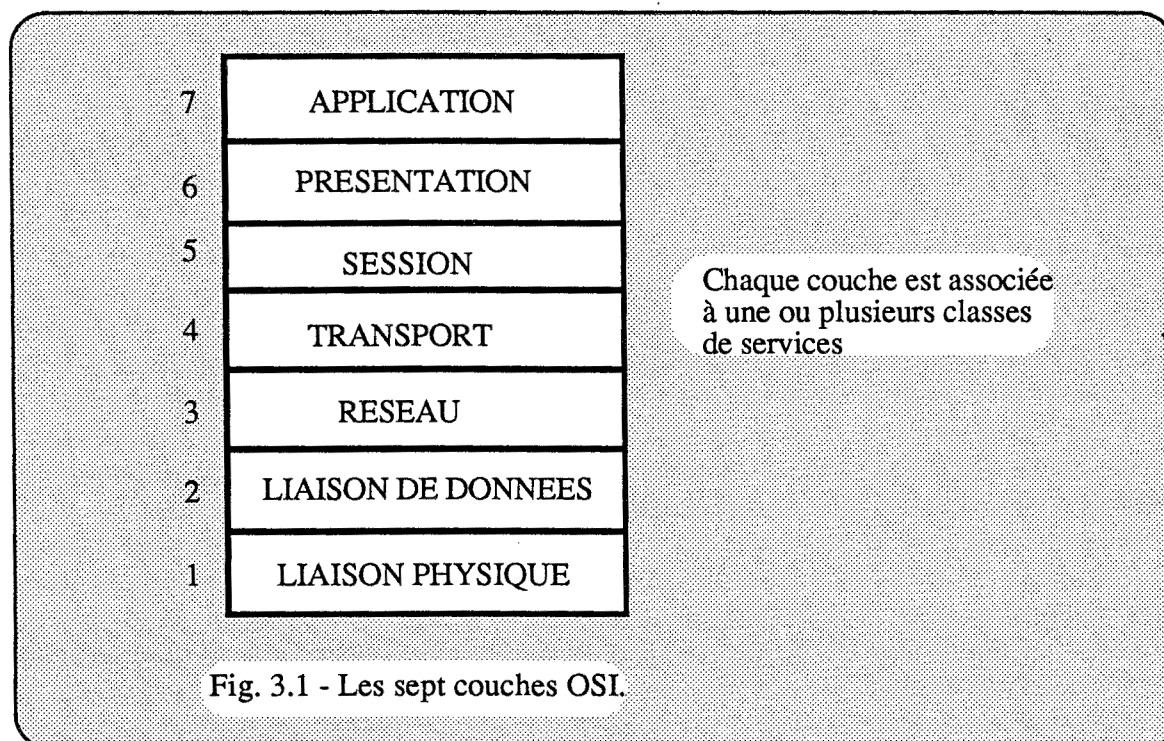 7 APPLICATION
6 PRESENTATION
5 SESSION
4 TRANSPORT
3 RESEAU
2 LIAISON DE DONNEES
1 LIAISON PHYSIQUE
Chaque couche est associée
à une ou plusieurs classes
de services
Fig. 3.1 - Les sept couches OSI.